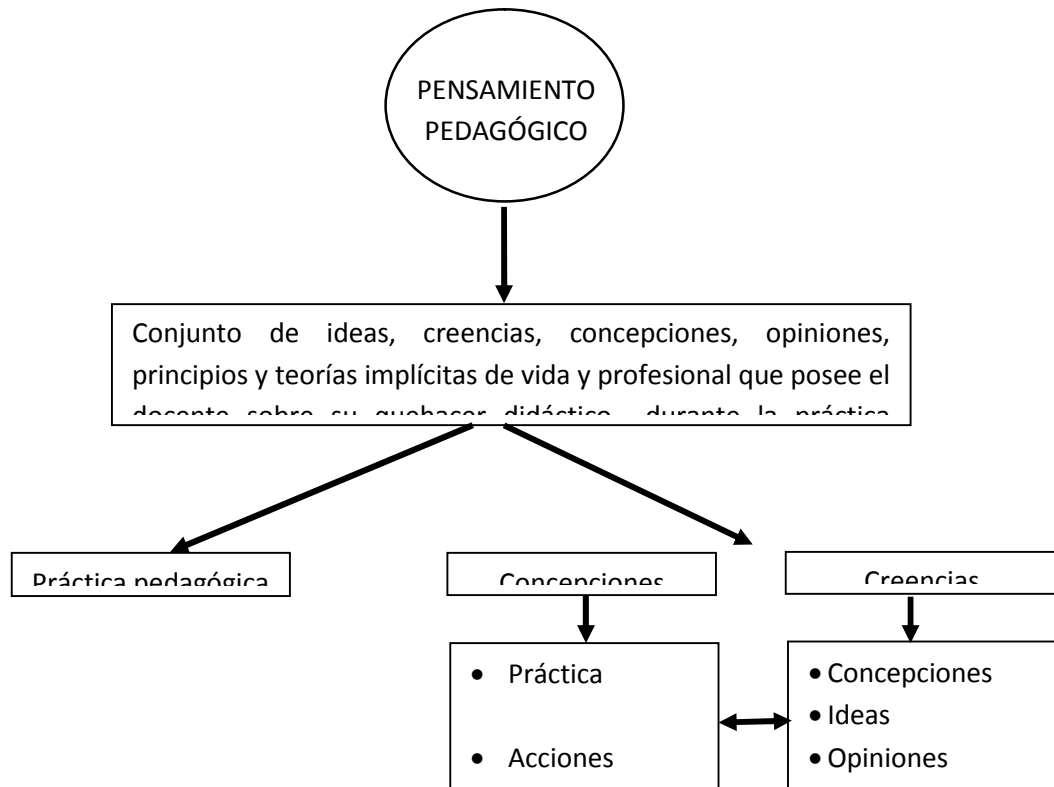 PENSAMIENTO
PEDAGÓGICO
Conjunto de ideas, creencias, concepciones, opiniones,
principios y teorías implícitas de vida y profesional que posee el
docente sobre su quehacer didáctico durante la práctica
Práctica pedagógica
Concepciones
Creencias
• Práctica
• Acciones
• Concepciones
• Ideas
• Opiniones